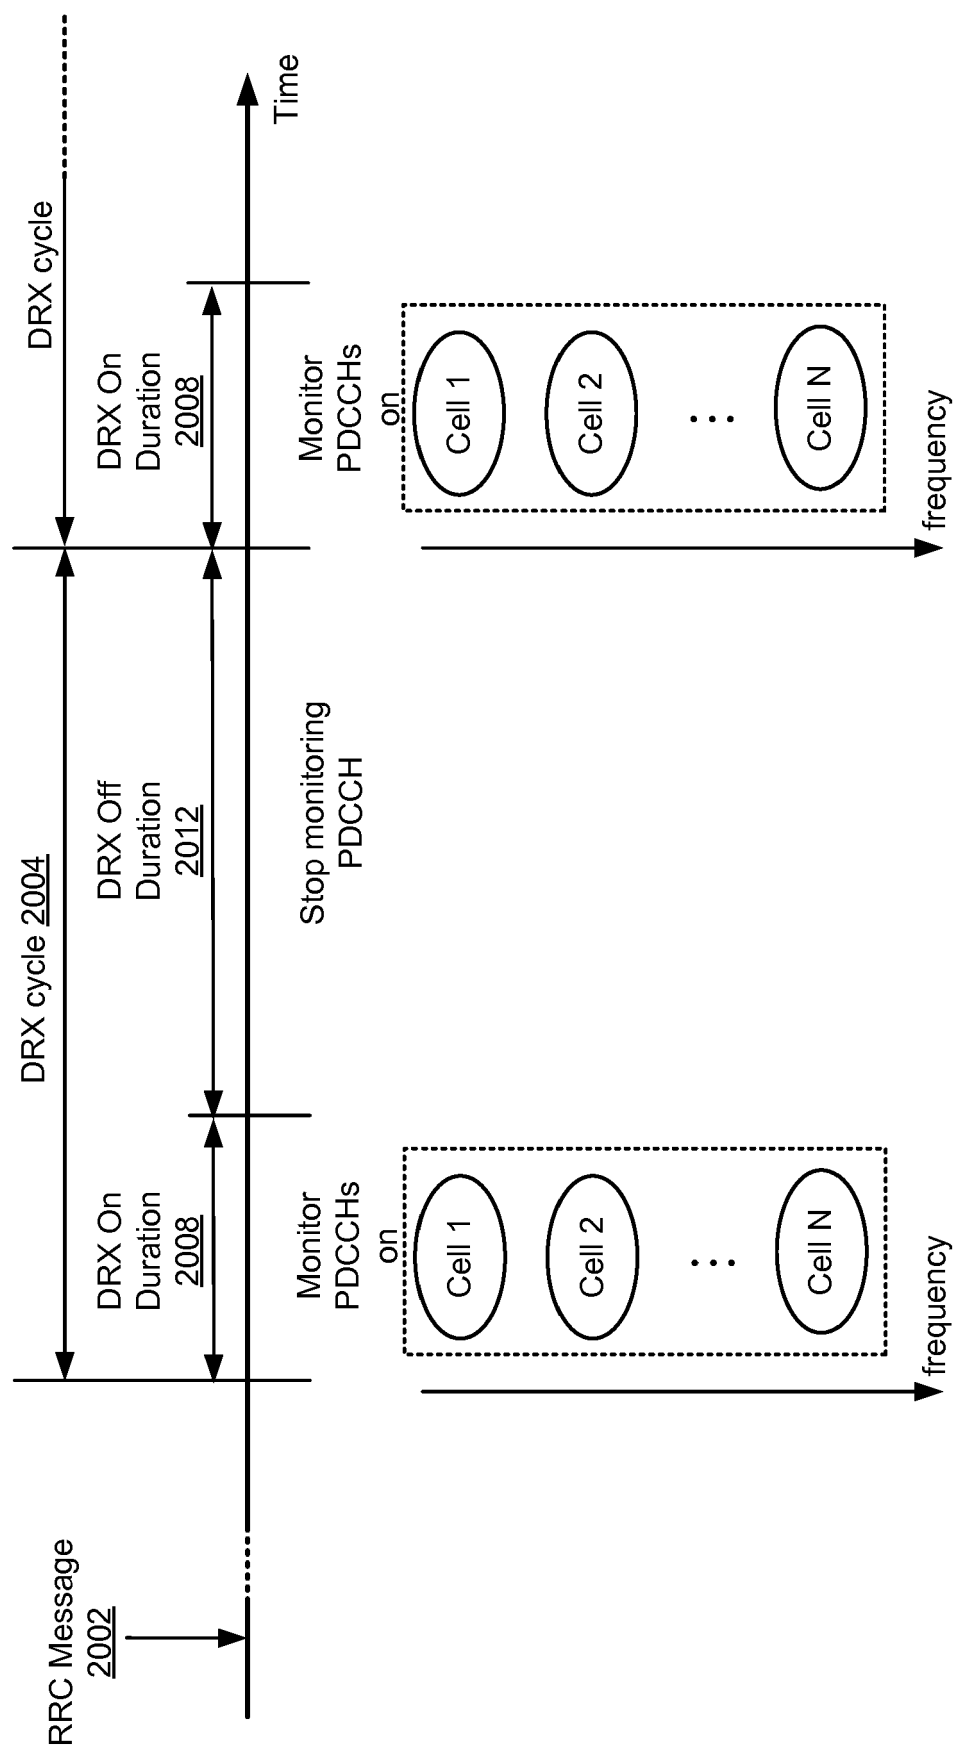 DRX cycle 2004
DRX cycle
RRC Message
2002
DRX On
Duration
2008
DRX Off
Duration
2012
DRX On
Duration
2008
Time
Monitor
PDCCHs
on
Stop monitoring
PDCCH
Monitor
PDCCHs
on
Cell 1
Cell 2
...
Cell N
frequency
Cell 1
Cell 2
...
Cell N
frequency